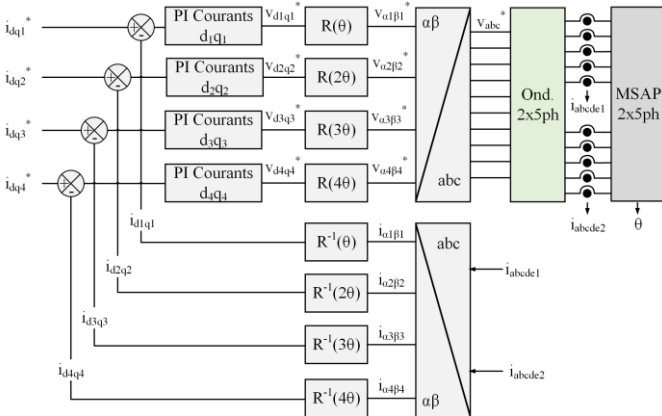 i_dq1*
PI Courants
d₁q₁
v_d1q1*
R(θ)
v_α1β1*
αβ
abc
v_abc*
Ond.
2x5ph
i_abcde1
i_abcde2
MSAP
2x5ph
θ
i_dq2*
PI Courants
d₂q₂
v_d2q2*
R(2θ)
v_α2β2*
i_dq3*
PI Courants
d₃q₃
v_d3q3*
R(3θ)
v_α3β3*
i_dq4*
PI Courants
d₄q₄
v_d4q4*
R(4θ)
v_α4β4*
i_d1q1
R⁻¹(θ)
i_α1β1
abc
αβ
i_abcde1
i_d2q2
R⁻¹(2θ)
i_α2β2
i_d3q3
R⁻¹(3θ)
i_α3β3
i_abcde2
i_d4q4
R⁻¹(4θ)
i_α4β4